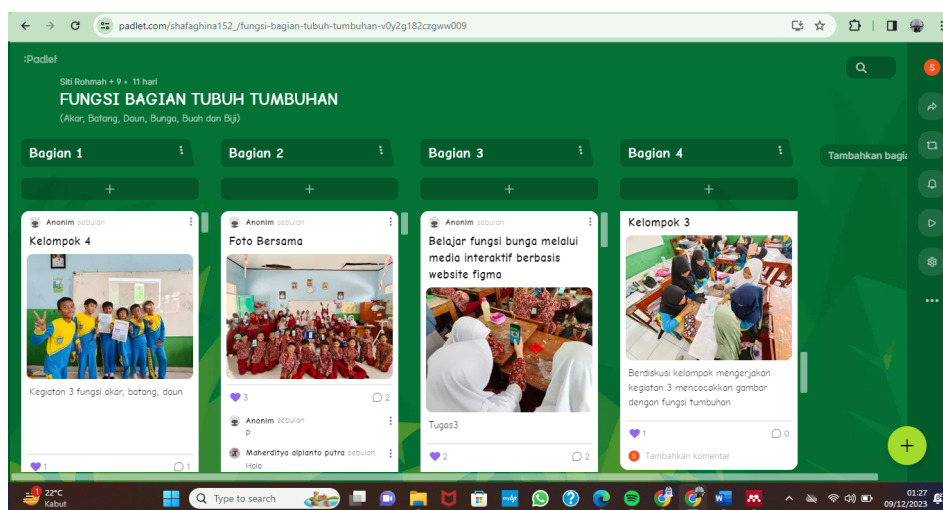 padlet.com/shafaghina152_/fungsi-bagian-tubuh-tumbuhan-v0y2g182czgww009
:Padlet
Siti Rohmah + 9 • 11 hari
FUNGSI BAGIAN TUBUH TUMBUHAN
(Akar, Batang, Daun, Bunga, Buah dan Biji)
S
Bagian 1
Bagian 2
Bagian 3
Bagian 4
Tambahkan bagia
Anonim sebulan
Kelompok 4
Kegiatan 3 fungsi akar, batang, daun
1
1
Anonim sebulan
Foto Bersama
3
2
Anonim sebulan
P
Maherditya alpianto putra sebulan
Halo
Anonim sebulan
Belajar fungsi bunga melalui
media interaktif berbasis
website figma
Tugas3
2
2
Kelompok 3
Berdiskusi kelompok mengerjakan
kegiatan 3 mencocokkan gambar
dengan fungsi tumbuhan
1
0
S Tambahkan komentar
1
22°C
Kabut
Type to search
01:27
09/12/2023